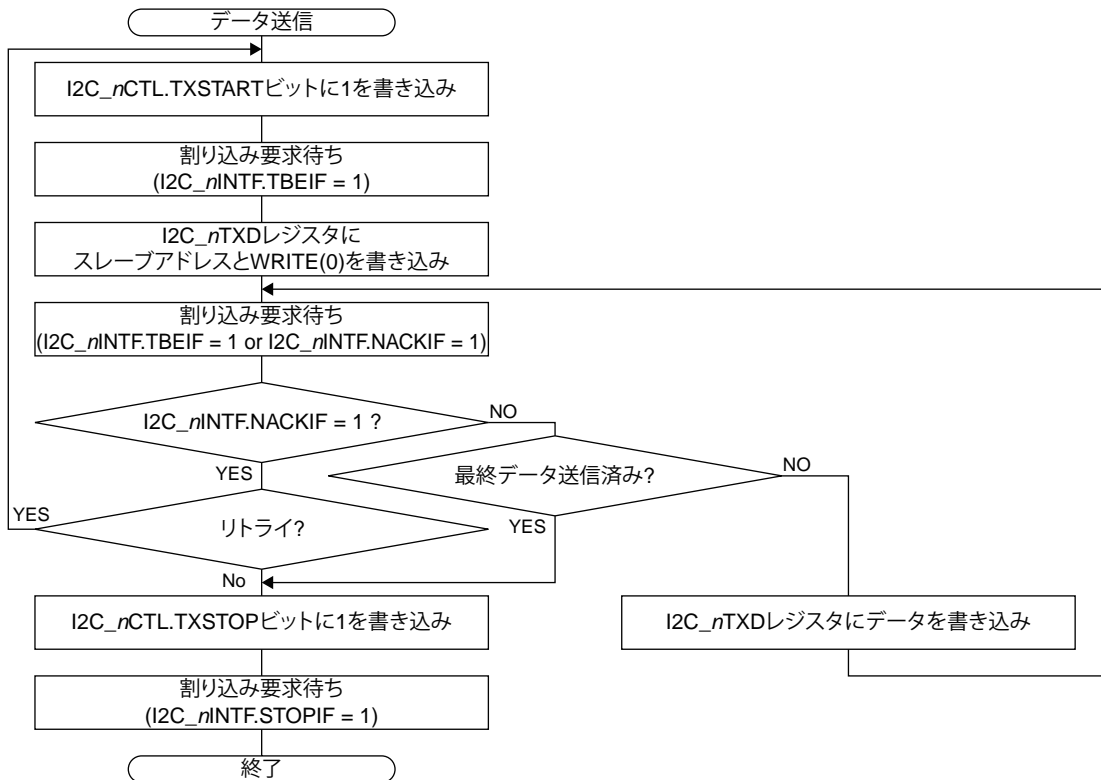 データ送信
I2C_nCTL.TXSTARTビットに1を書き込み
割り込み要求待ち
(I2C_nINTF.TBEIF = 1)
I2C_nTXDレジスタに
スレーブアドレスとWRITE(0)を書き込み
割り込み要求待ち
(I2C_nINTF.TBEIF = 1 or I2C_nINTF.NACKIF = 1)
I2C_nINTF.NACKIF = 1 ?
NO
YES
最終データ送信済み?
NO
YES
リトライ?
YES
No
I2C_nCTL.TXSTOPビットに1を書き込み
I2C_nTXDレジスタにデータを書き込み
割り込み要求待ち
(I2C_nINTF.STOPIF = 1)
終了